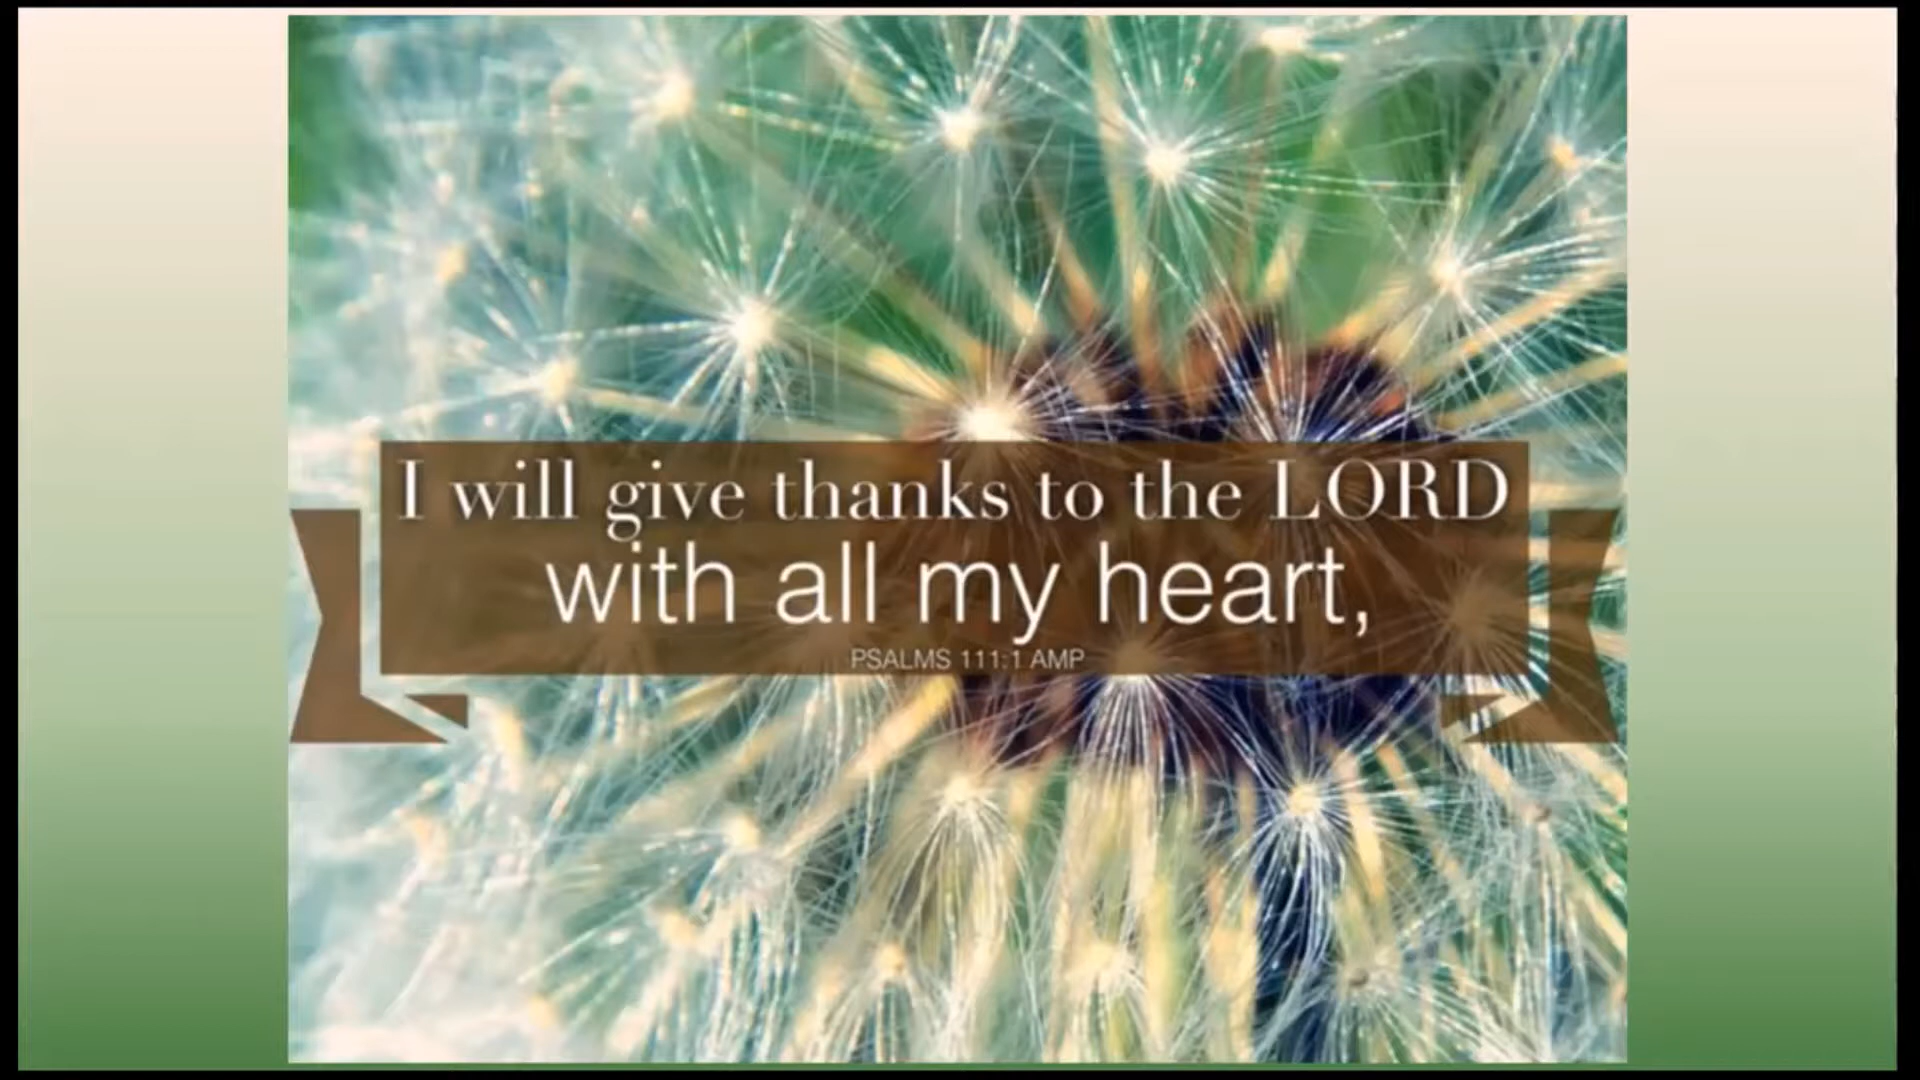 I will give thanks to the LORD
with all my heart,
PSALMS 111:1 AMP